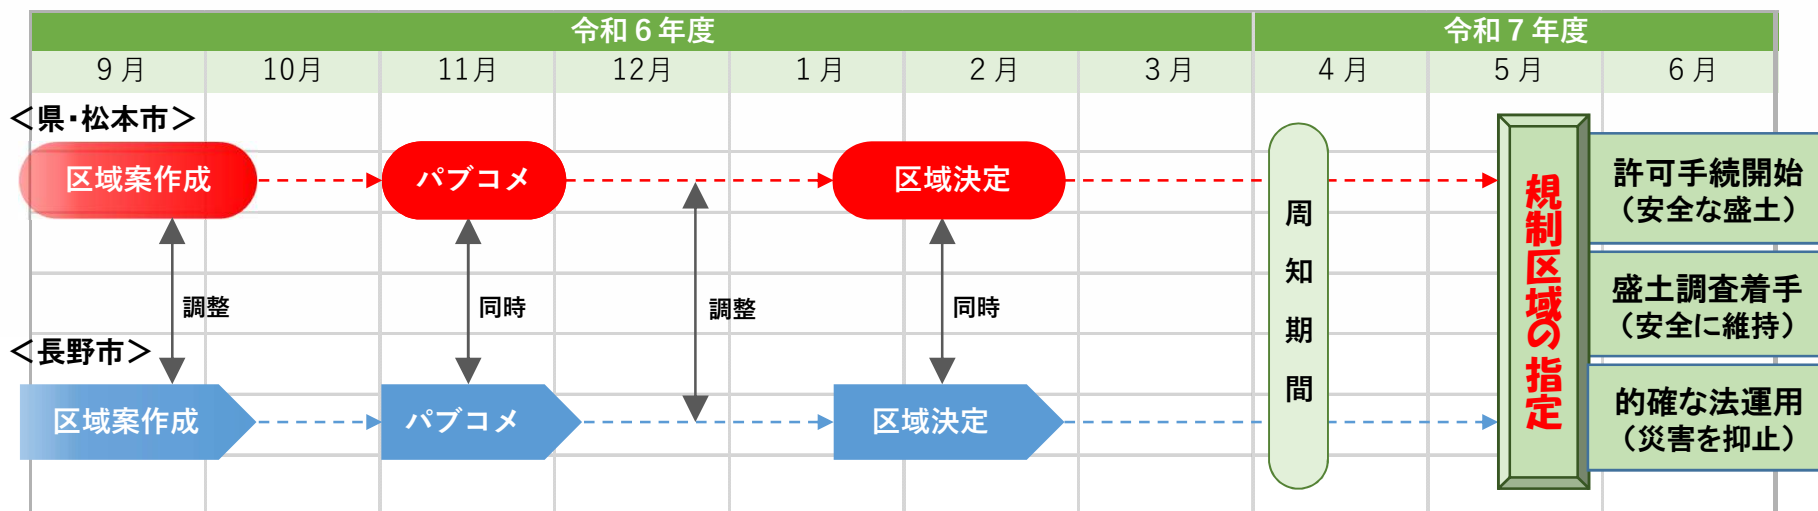 令和６年度
令和７年度
９月
10月
11月
12月
１月
２月
３月
４月
５月
６月
＜県・松本市＞
区域案作成
パブコメ
区域決定
調整
同時
調整
同時
＜長野市＞
区域案作成
パブコメ
区域決定
周知期間
規制区域の指定
許可手続開始
（安全な盛土）
盛土調査着手
（安全に維持）
的確な法運用
（災害を抑止）